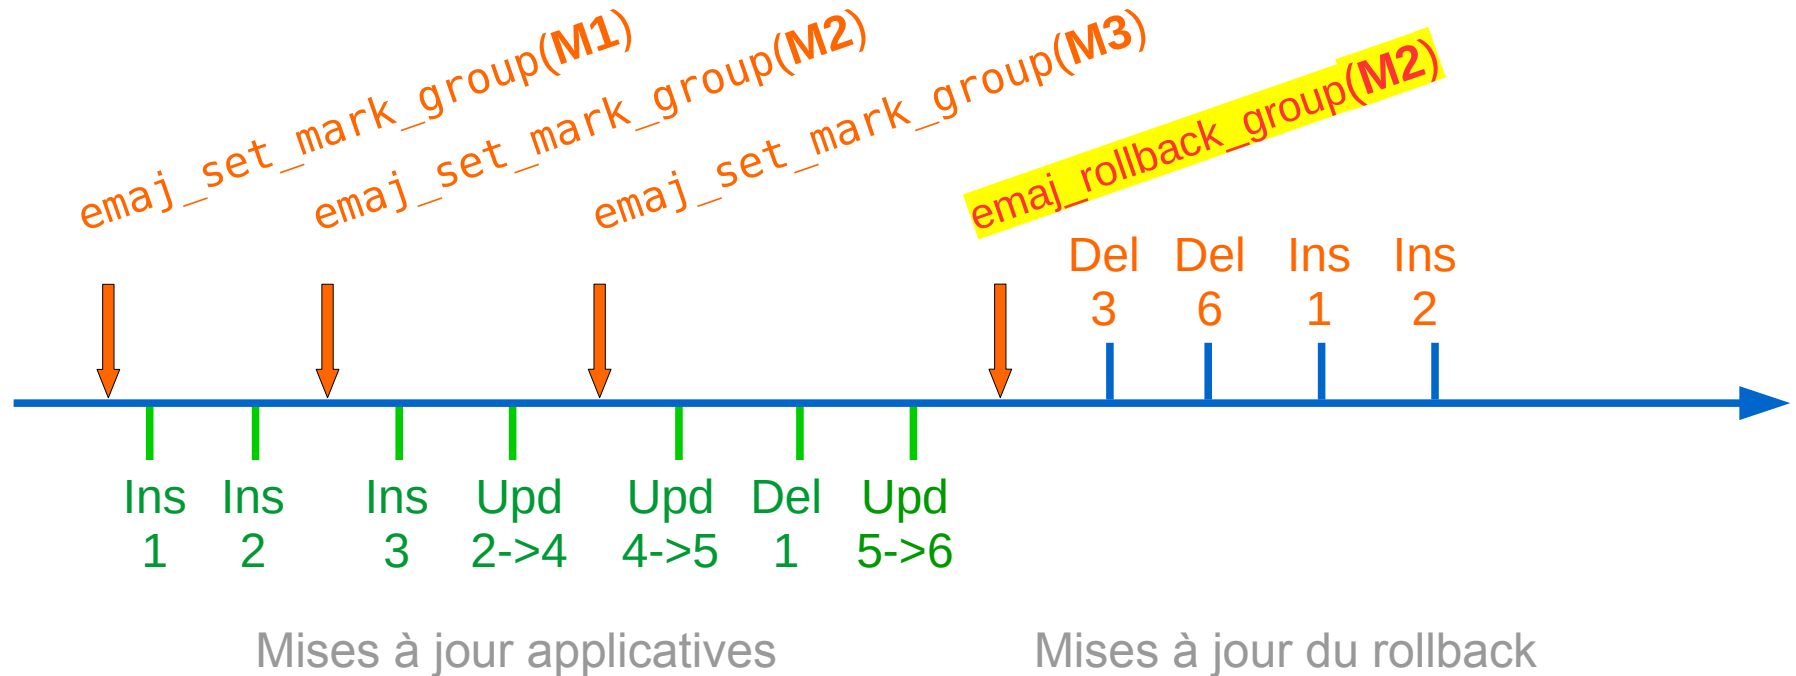 emaj_set_mark_group(M1)
emaj_set_mark_group(M2)
emaj_set_mark_group(M3)
emaj_rollback_group(M2)
Del Del Ins Ins
3 6 1 2
Ins Ins Ins Upd Upd Del Upd
1 2 3 2->4 4->5 1 5->6
Mises à jour applicatives Mises à jour du rollback